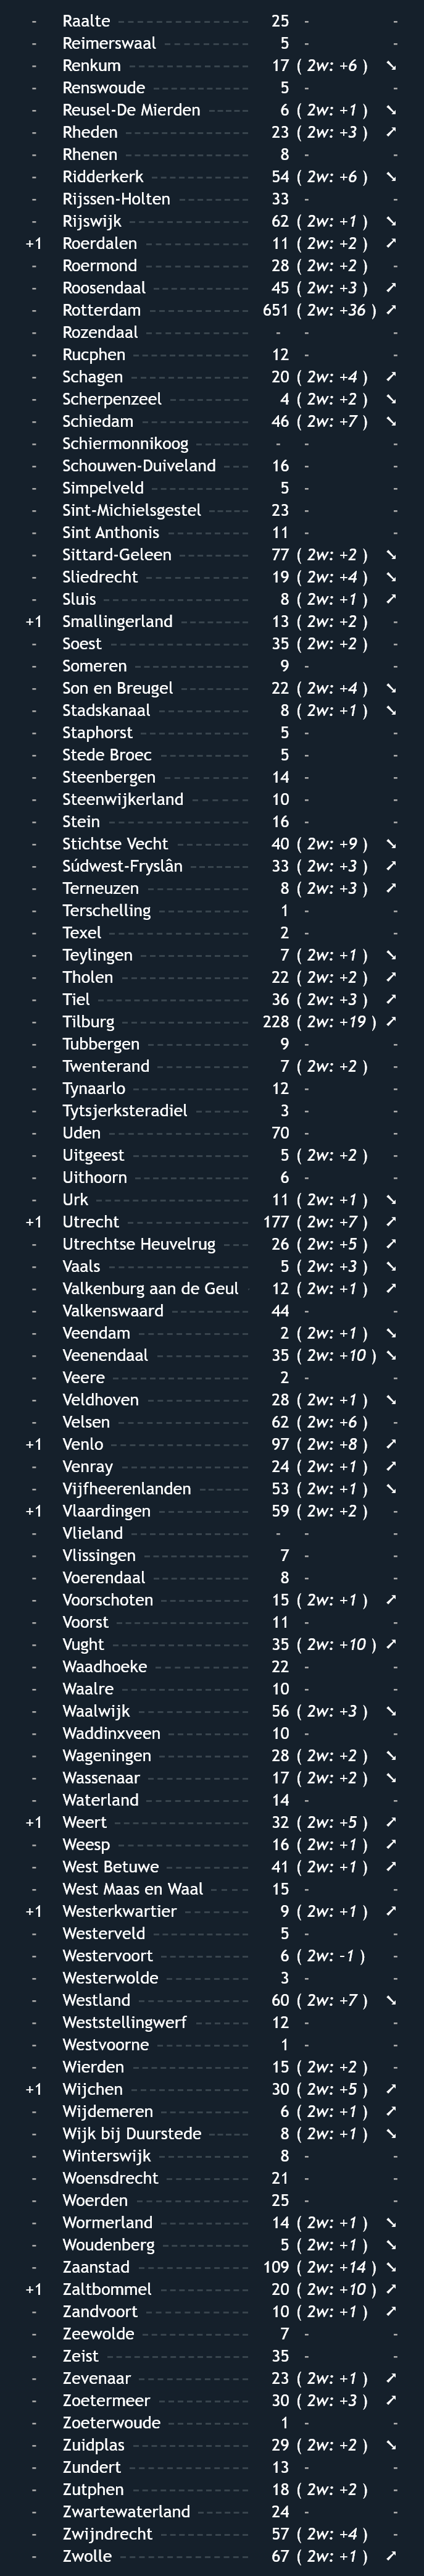 - Raalte 25 - -
- Reimerswaal 5 - -
- Renkum 17 ( 2w: +6 ) ➘
- Renswoude 5 - -
- Reusel-De Mierden 6 ( 2w: +1 ) ➘
- Rheden 23 ( 2w: +3 ) ➚
- Rhenen 8 - -
- Ridderkerk 54 ( 2w: +6 ) ➘
- Rijssen-Holten 33 - -
- Rijswijk 62 ( 2w: +1 ) ➘
+1 Roerdalen 11 ( 2w: +2 ) ➚
- Roermond 28 ( 2w: +2 ) -
- Roosendaal 45 ( 2w: +3 ) ➚
- Rotterdam 651 ( 2w: +36 ) ➚
- Rozendaal - - -
- Rucphen 12 - -
- Schagen 20 ( 2w: +4 ) ➚
- Scherpenzeel 4 ( 2w: +2 ) ➘
- Schiedam 46 ( 2w: +7 ) ➘
- Schiermonnikoog - - -
- Schouwen-Duiveland 16 - -
- Simpelveld 5 - -
- Sint-Michielsgestel 23 - -
- Sint Anthonis 11 - -
- Sittard-Geleen 77 ( 2w: +2 ) ➘
- Sliedrecht 19 ( 2w: +4 ) ➘
- Sluis 8 ( 2w: +1 ) ➚
+1 Smallingerland 13 ( 2w: +2 ) -
- Soest 35 ( 2w: +2 ) -
- Someren 9 - -
- Son en Breugel 22 ( 2w: +4 ) ➘
- Stadskanaal 8 ( 2w: +1 ) ➘
- Staphorst 5 - -
- Stede Broec 5 - -
- Steenbergen 14 - -
- Steenwijkerland 10 - -
- Stein 16 - -
- Stichtse Vecht 40 ( 2w: +9 ) ➘
- Súdwest-Fryslân 33 ( 2w: +3 ) ➚
- Terneuzen 8 ( 2w: +3 ) ➚
- Terschelling 1 - -
- Texel 2 - -
- Teylingen 7 ( 2w: +1 ) ➘
- Tholen 22 ( 2w: +2 ) ➚
- Tiel 36 ( 2w: +3 ) ➚
- Tilburg 228 ( 2w: +19 ) ➚
- Tubbergen 9 - -
- Twenterand 7 ( 2w: +2 ) -
- Tynaarlo 12 - -
- Tytsjerksteradiel 3 - -
- Uden 70 - -
- Uitgeest 5 ( 2w: +2 ) -
- Uithoorn 6 - -
- Urk 11 ( 2w: +1 ) ➘
+1 Utrecht 177 ( 2w: +7 ) ➚
- Utrechtse Heuvelrug 26 ( 2w: +5 ) ➚
- Vaals 5 ( 2w: +3 ) ➘
- Valkenburg aan de Geul 12 ( 2w: +1 ) ➚
- Valkenswaard 44 - -
- Veendam 2 ( 2w: +1 ) ➘
- Veenendaal 35 ( 2w: +10 ) ➘
- Veere 2 - -
- Veldhoven 28 ( 2w: +1 ) ➘
- Velsen 62 ( 2w: +6 ) -
+1 Venlo 97 ( 2w: +8 ) ➚
- Venray 24 ( 2w: +1 ) ➚
- Vijfheerenlanden 53 ( 2w: +1 ) ➘
+1 Vlaardingen 59 ( 2w: +2 ) -
- Vlieland - - -
- Vlissingen 7 - -
- Voerendaal 8 - -
- Voorschoten 15 ( 2w: +1 ) ➚
- Voorst 11 - -
- Vught 35 ( 2w: +10 ) ➚
- Waadhoeke 22 - -
- Waalre 10 - -
- Waalwijk 56 ( 2w: +3 ) ➘
- Waddinxveen 10 - -
- Wageningen 28 ( 2w: +2 ) ➘
- Wassenaar 17 ( 2w: +2 ) ➘
- Waterland 14 - -
+1 Weert 32 ( 2w: +5 ) ➚
- Weesp 16 ( 2w: +1 ) ➚
- West Betuwe 41 ( 2w: +1 ) ➚
- West Maas en Waal 15 - -
+1 Westerkwartier 9 ( 2w: +1 ) ➚
- Westerveld 5 - -
- Westervoort 6 ( 2w: -1 ) -
- Westerwolde 3 - -
- Westland 60 ( 2w: +7 ) ➘
- Weststellingwerf 12 - -
- Westvoorne 1 - -
- Wierden 15 ( 2w: +2 ) -
+1 Wijchen 30 ( 2w: +5 ) ➚
- Wijdemeren 6 ( 2w: +1 ) ➚
- Wijk bij Duurstede 8 ( 2w: +1 ) ➘
- Winterswijk 8 - -
- Woensdrecht 21 - -
- Woerden 25 - -
- Wormerland 14 ( 2w: +1 ) ➘
- Woudenberg 5 ( 2w: +1 ) ➘
- Zaanstad 109 ( 2w: +14 ) ➘
+1 Zaltbommel 20 ( 2w: +10 ) ➚
- Zandvoort 10 ( 2w: +1 ) ➚
- Zeewolde 7 - -
- Zeist 35 - -
- Zevenaar 23 ( 2w: +1 ) ➚
- Zoetermeer 30 ( 2w: +3 ) ➚
- Zoeterwoude 1 - -
- Zuidplas 29 ( 2w: +2 ) ➘
- Zundert 13 - -
- Zutphen 18 ( 2w: +2 ) -
- Zwartewaterland 24 - -
- Zwijndrecht 57 ( 2w: +4 ) -
- Zwolle 67 ( 2w: +1 ) ➚